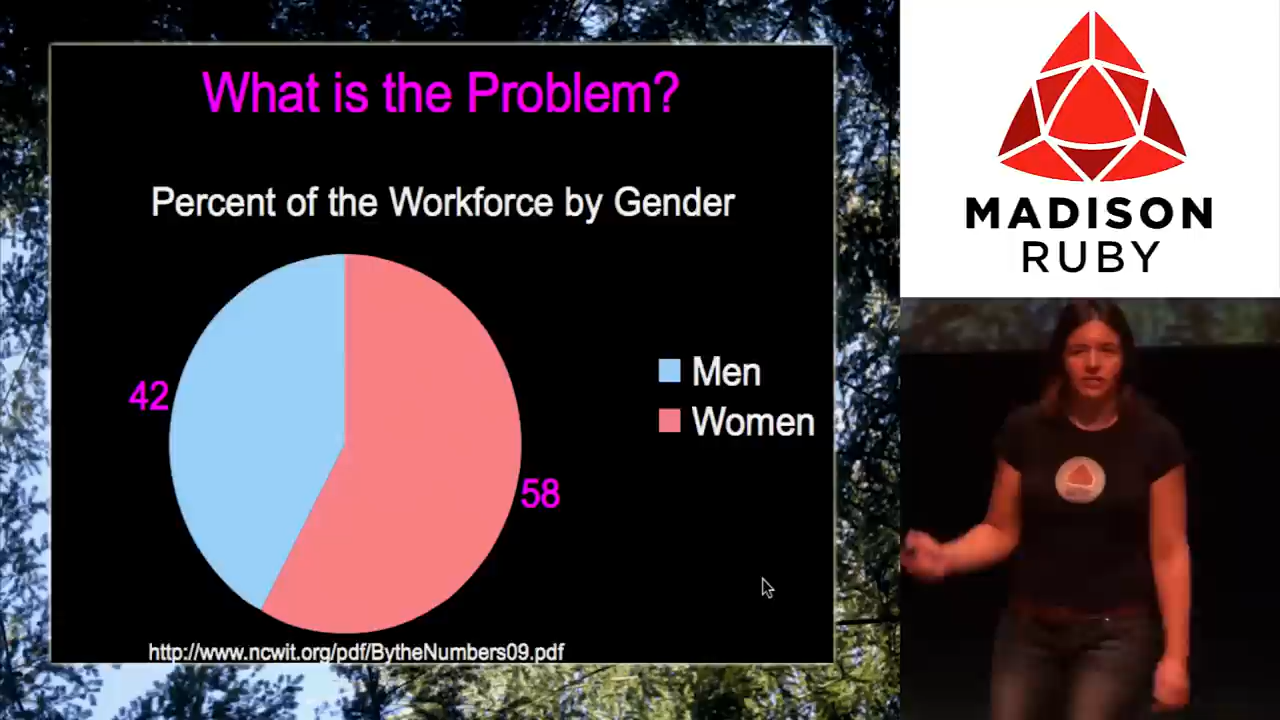 What is the Problem?
Percent of the Workforce by Gender
42
58
Men
Women
http://www.ncwit.org/pdf/BytheNumbers09.pdf
MADISON
RUBY